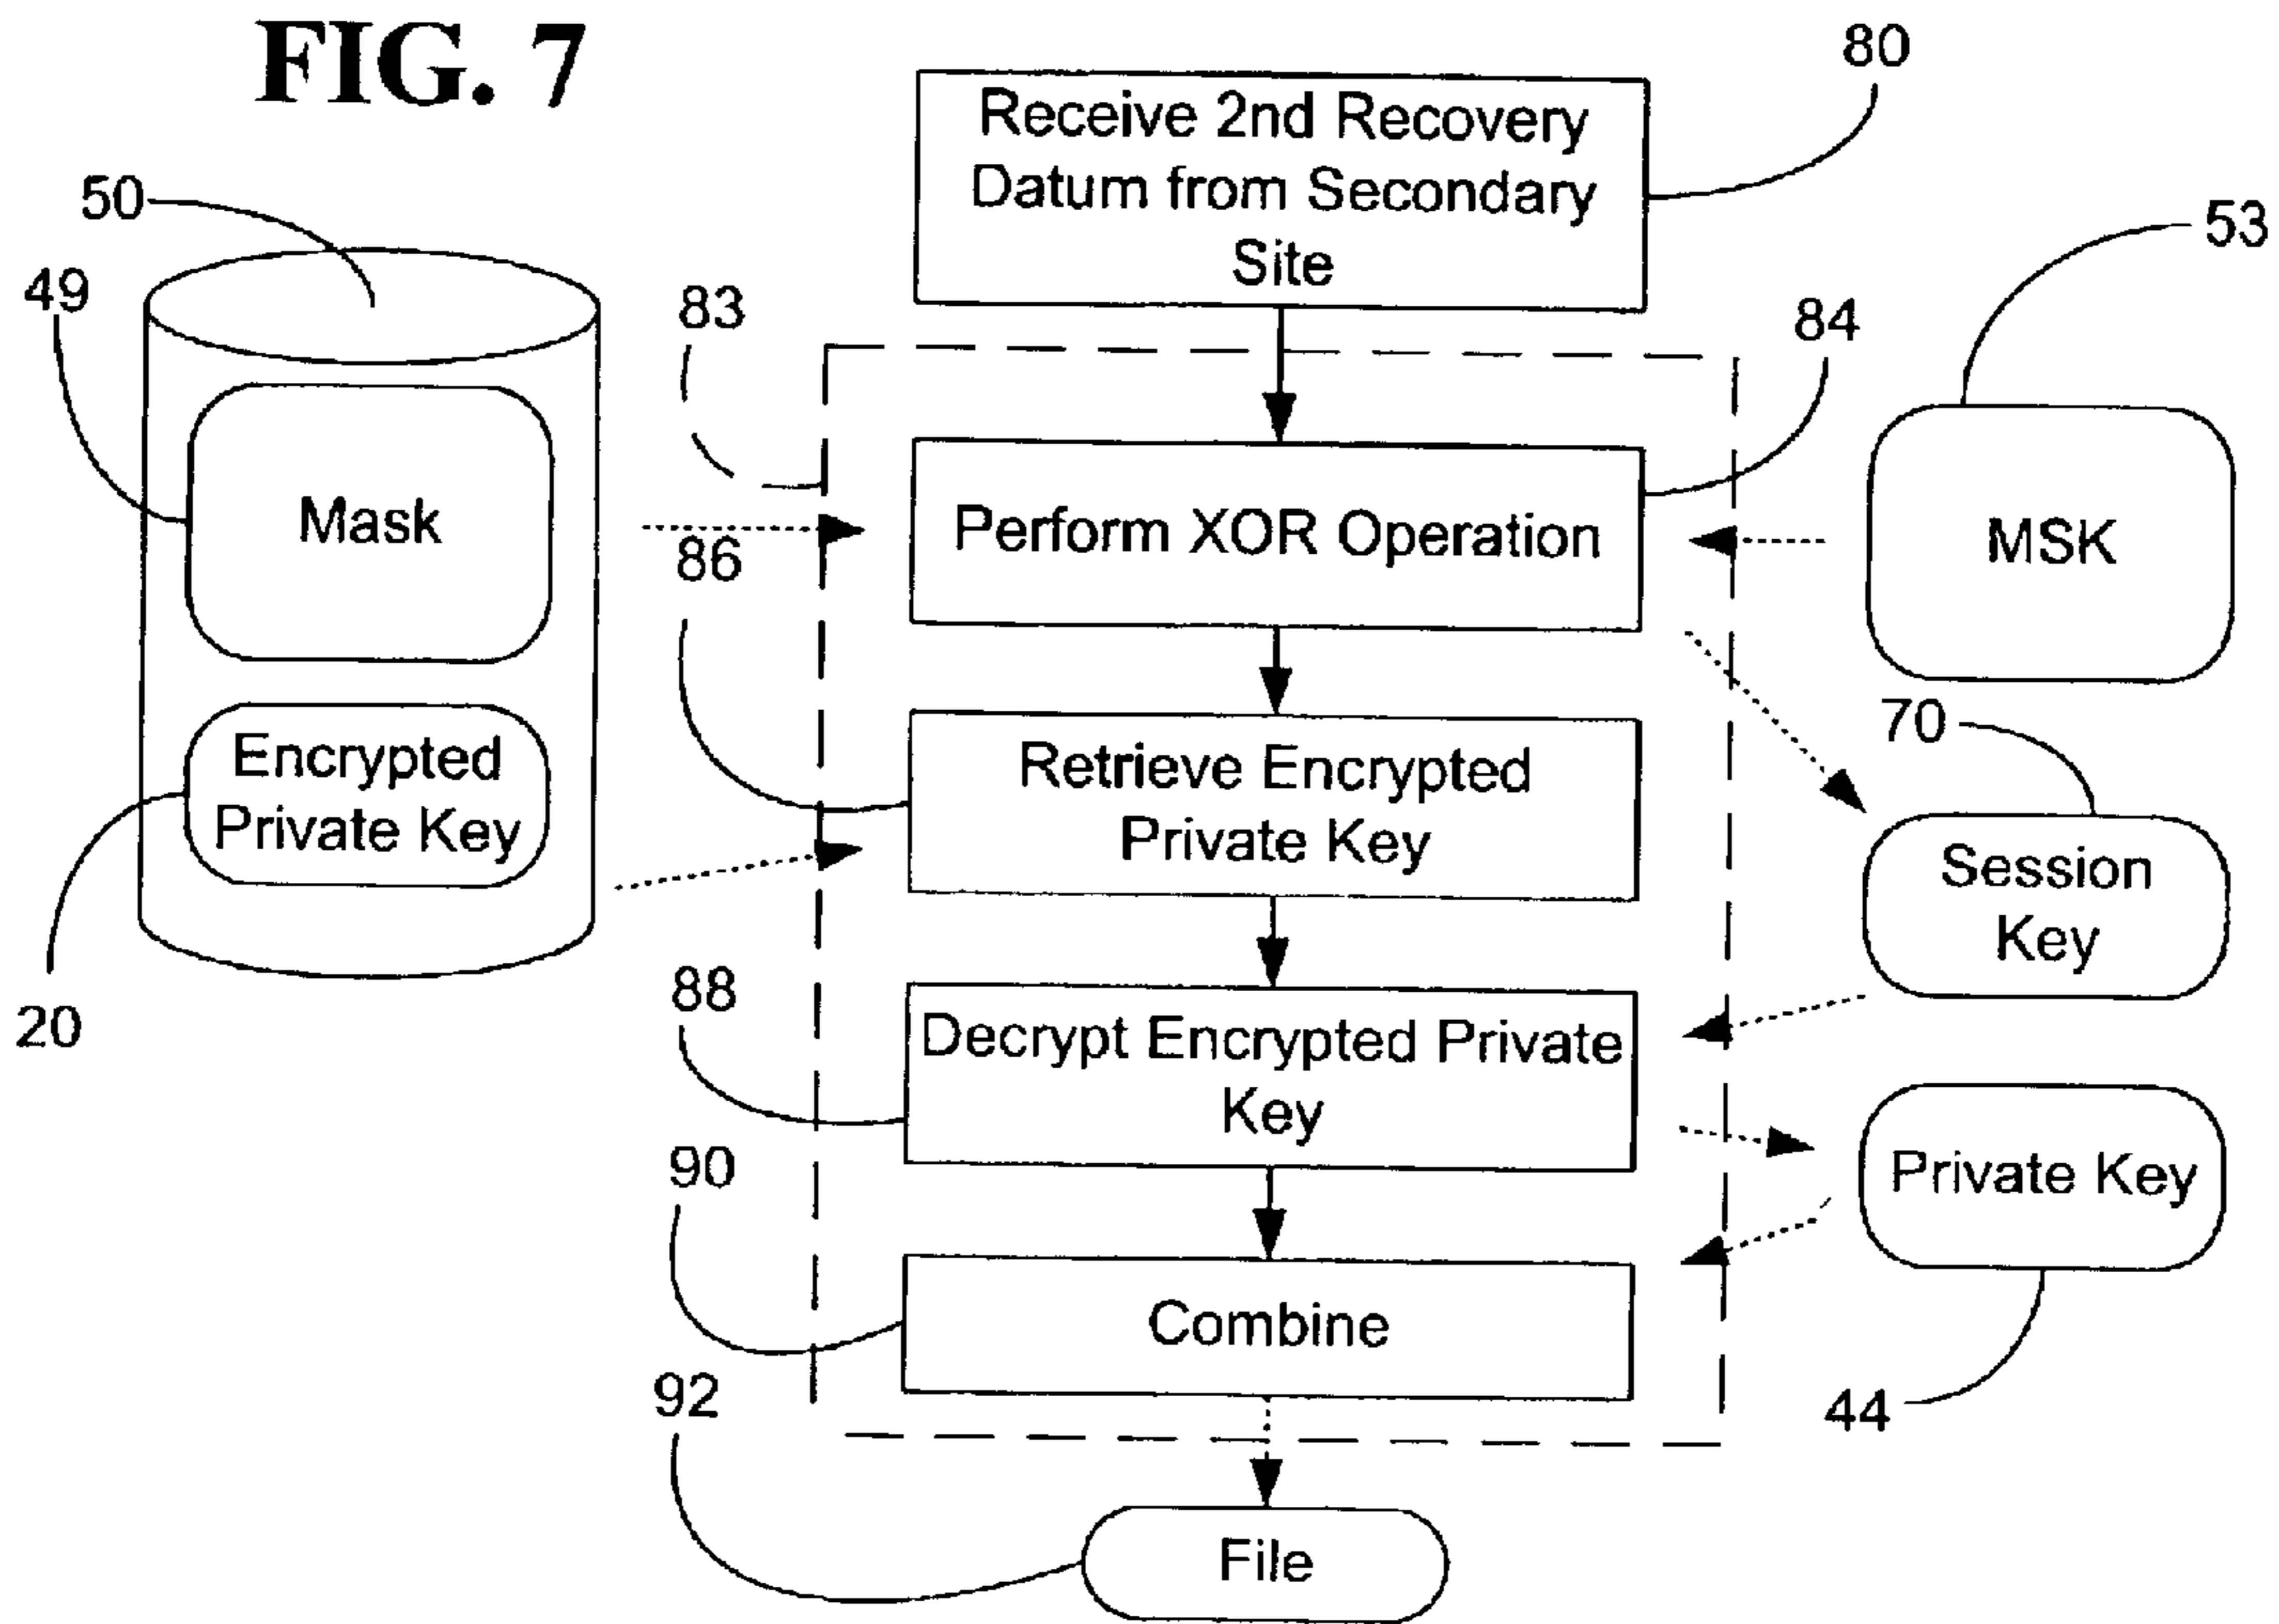 FIG. 7
80
Receive 2nd Recovery
Datum from Secondary
Site
50
49
83
84
53
Mask
Perform XOR Operation
MSK
86
70
Encrypted
Private Key
Retrieve Encrypted
Private Key
Session
Key
20
88
Decrypt Encrypted Private
Key
90
Private Key
Combine
92
44
File